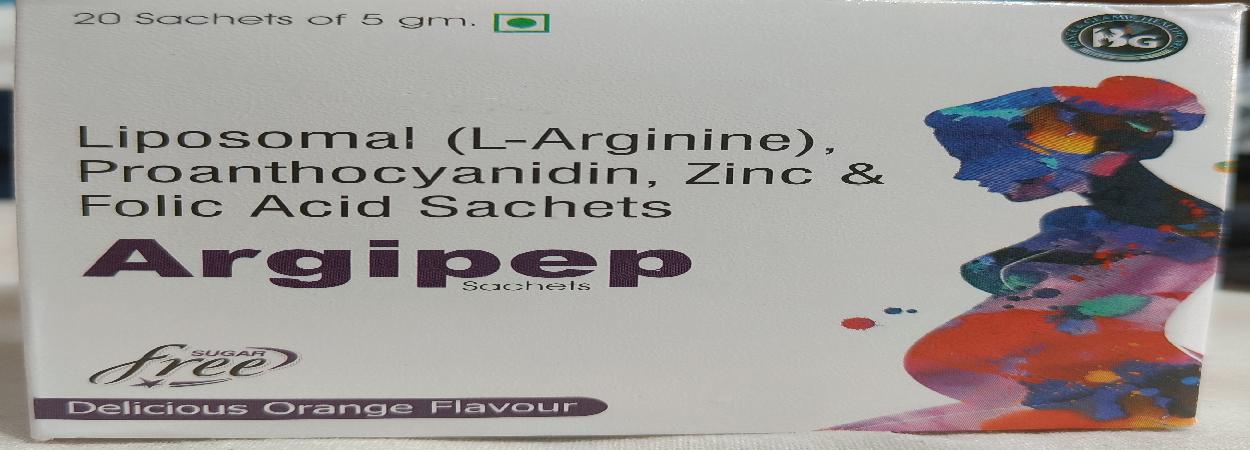 20 Sachets of 5 gm.
Liposomal (L-Arginine),
Proanthocyanidin, Zinc &
Folic Acid Sachets
Argipep
Sachets
SUGAR
free
Delicious Orange Flavour